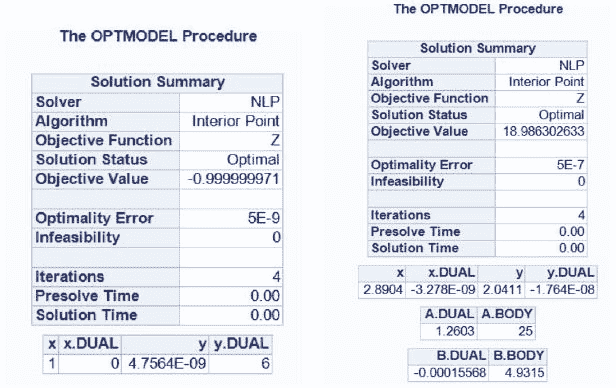 The OPTMODEL Procedure
Solution Summary
Solver NLP
Algorithm Interior Point
Objective Function Z
Solution Status Optimal
Objective Value -0.999999971
Optimality Error 5E-9
Infeasibility 0
Iterations 4
Presolve Time 0.00
Solution Time 0.00
x x.DUAL y y.DUAL
1 0 4.7564E-09 6
The OPTMODEL Procedure
Solution Summary
Solver NLP
Algorithm Interior Point
Objective Function Z
Solution Status Optimal
Objective Value 18.986302633
Optimality Error 5E-7
Infeasibility 0
Iterations 4
Presolve Time 0.00
Solution Time 0.00
x x.DUAL y y.DUAL
2.8904 -3.278E-09 2.0411 -1.764E-08
A.DUAL A.BODY
1.2603 25
B.DUAL B.BODY
-0.00015568 4.9315